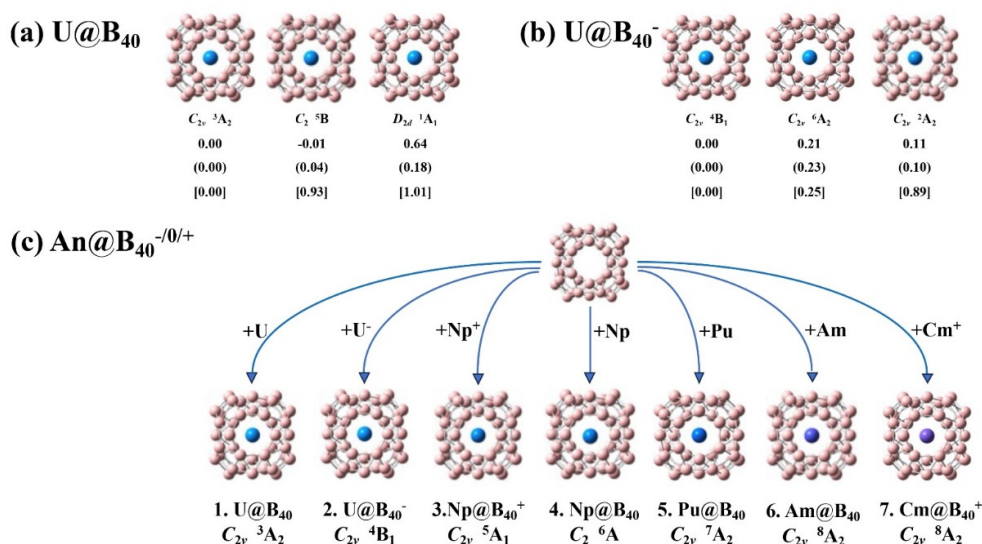 (a) U@B₄₀
(b) U@B₄₀⁻
C₂ᵥ ³A₂ C₂ ⁵B D₂d ¹A₁
0.00 -0.01 0.64
(0.00) (0.04) (0.18)
[0.00] [0.93] [1.01]
C₂ᵥ ⁴B₁ C₂ᵥ ⁶A₂ C₂ᵥ ²A₂
0.00 0.21 0.11
(0.00) (0.23) (0.10)
[0.00] [0.25] [0.89]
(c) An@B₄₀⁻/⁰/⁺
+U +U⁻ +Np⁺ +Np +Pu +Am +Cm⁺
1. U@B₄₀ 2. U@B₄₀⁻ 3.Np@B₄₀⁺ 4. Np@B₄₀ 5. Pu@B₄₀ 6. Am@B₄₀ 7. Cm@B₄₀⁺
C₂ᵥ ³A₂ C₂ᵥ ⁴B₁ C₂ᵥ ⁵A₁ C₂ ⁶A C₂ᵥ ⁷A₂ C₂ᵥ ⁸A₂ C₂ᵥ ⁸A₂